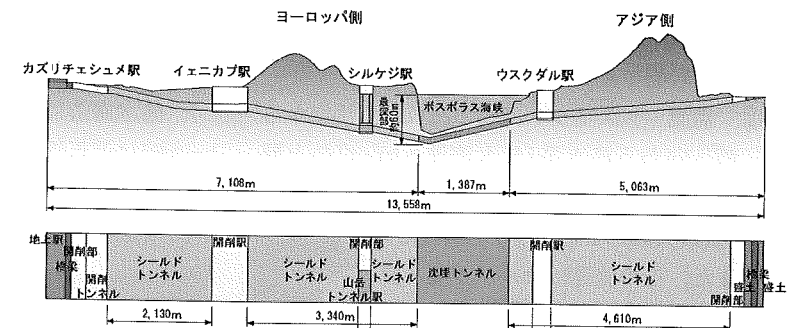 ヨーロッパ側
アジア側
カズリチェシュメ駅
イェニカプ駅
シルケジ駅
ウスクダル駅
ボスポラス海峡
最深部
約60m
7,108m
1,387m
5,063m
13,558m
地上駅
橋梁
開削部
開削
トンネル
シールド
トンネル
開削駅
シールド
トンネル
開削部
山岳
トンネル駅
シールド
トンネル
沈埋トンネル
開削駅
シールド
トンネル
開削部
盛土
橋梁
盛土
2,130m
3,340m
4,610m